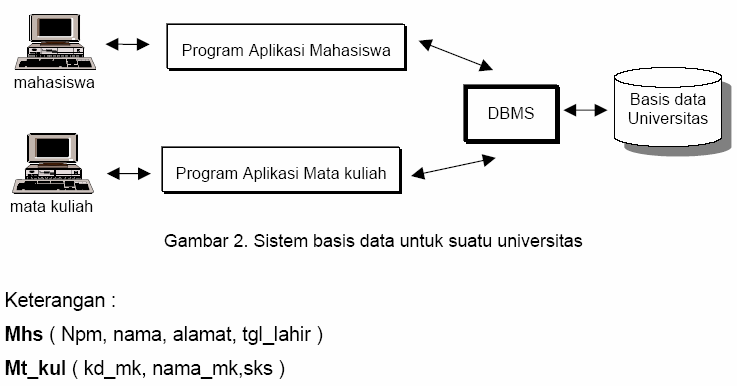 mahasiswa
Program Aplikasi Mahasiswa
DBMS
Basis data
Universitas
mata kuliah
Program Aplikasi Mata kuliah
Gambar 2. Sistem basis data untuk suatu universitas
Keterangan :
Mhs ( Npm, nama, alamat, tgl_lahir )
Mt_kul ( kd_mk, nama_mk,sks )